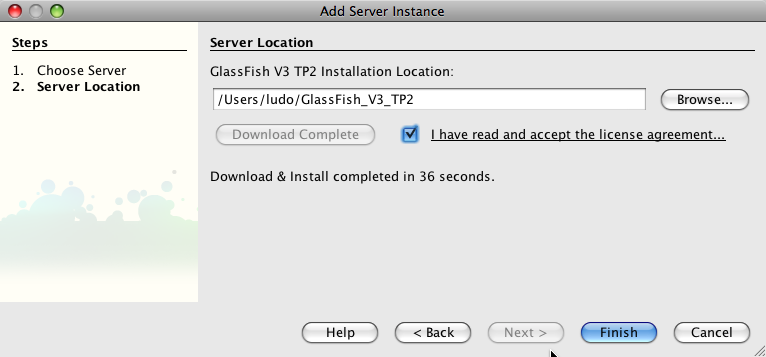 Add Server Instance
Steps
1. Choose Server
2. Server Location
Server Location
GlassFish V3 TP2 Installation Location:
/Users/ludo/GlassFish_V3_TP2
Browse...
Download Complete
I have read and accept the license agreement...
Download & Install completed in 36 seconds.
Help
< Back
Next >
Finish
Cancel